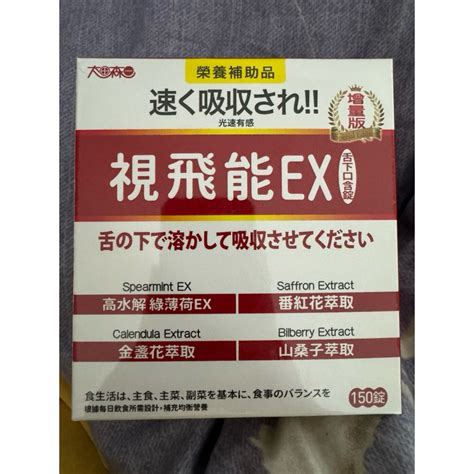 大田森一
榮養補助品
速く吸収され!!
光速有感
增量版
視飛能EX
舌下口含錠
舌の下で溶かして吸収させてください
Spearmint EX
Saffron Extract
高水解 綠薄荷EX
番紅花萃取
Calendula Extract
Bilberry Extract
金盞花萃取
山桑子萃取
食生活は、主食、主菜、副菜を基本に、食事のバランスを
根據每日飲食所需設計，補充均衡營養
150錠